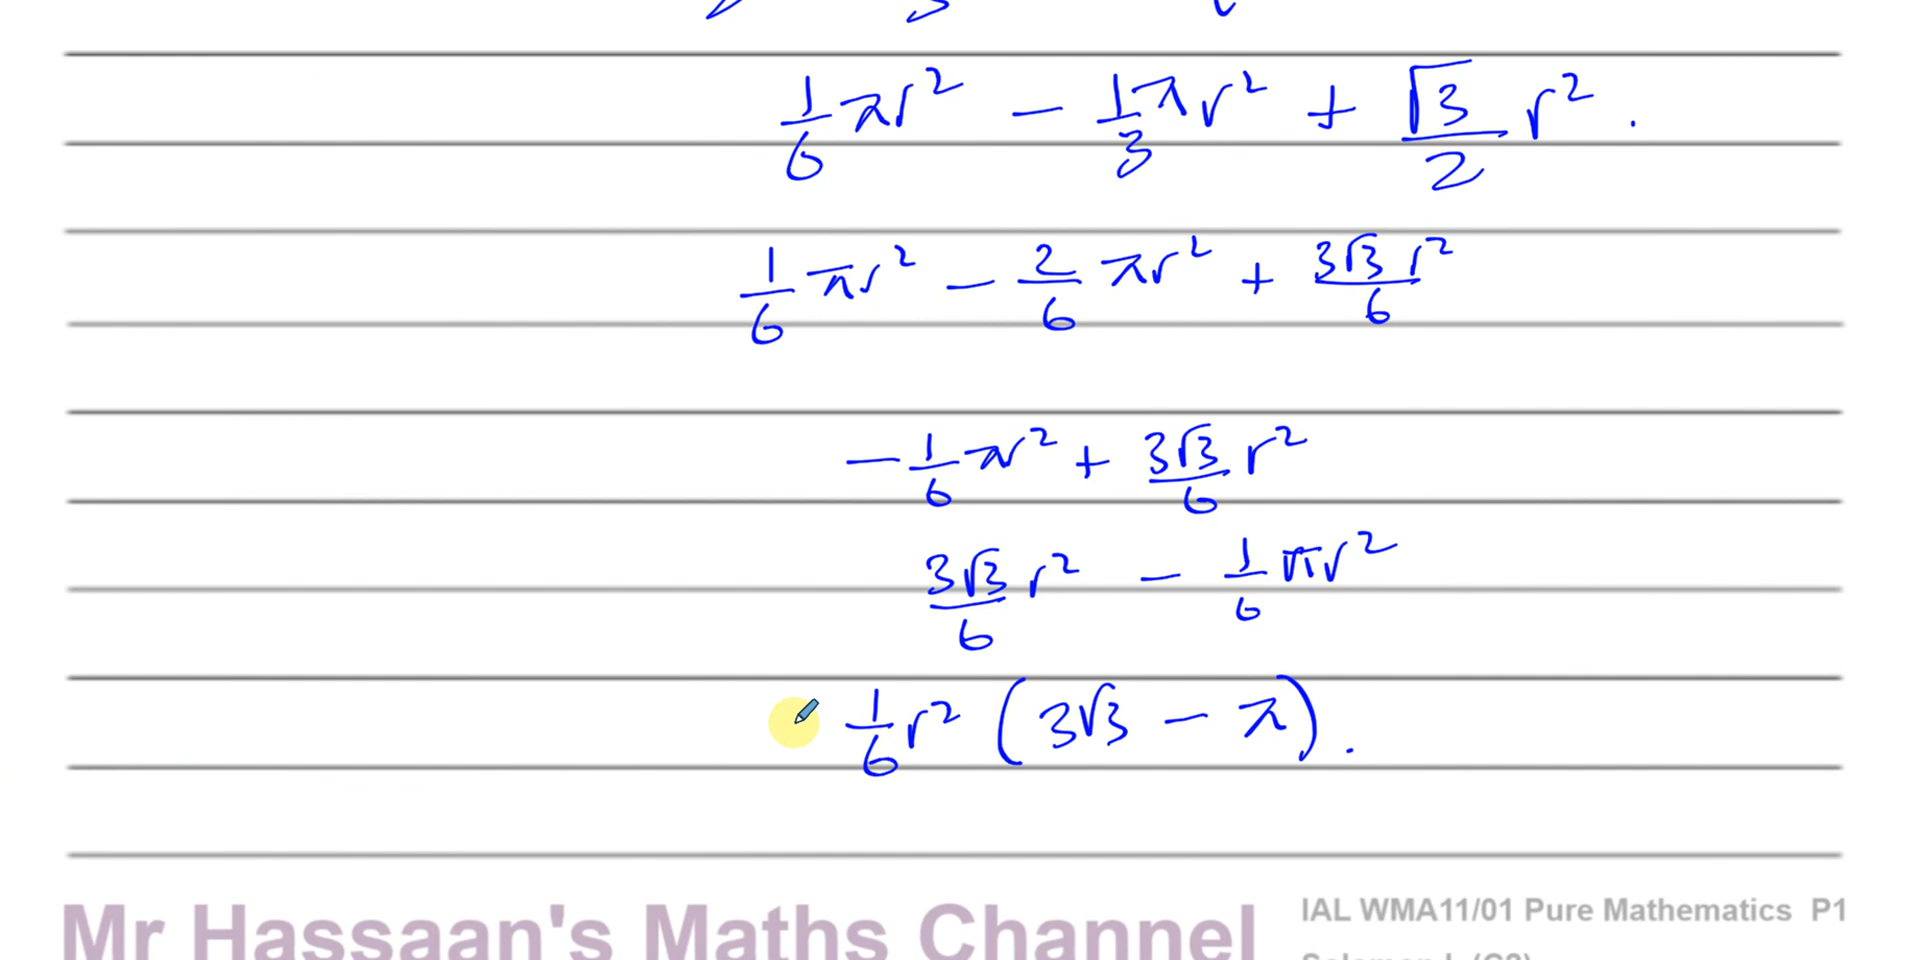 1/6 πr² − 1/3 πr² + √3/2 r² .
1/6 πr² − 2/6 πr² + 3√3 r²/6
− 1/6 πr² + 3√3/6 r²
3√3/6 r² − 1/6 πr²
1/6 r² (3√3 − π).
Mr Hassaan's Maths Channel
IAL WMA11/01 Pure Mathematics P1